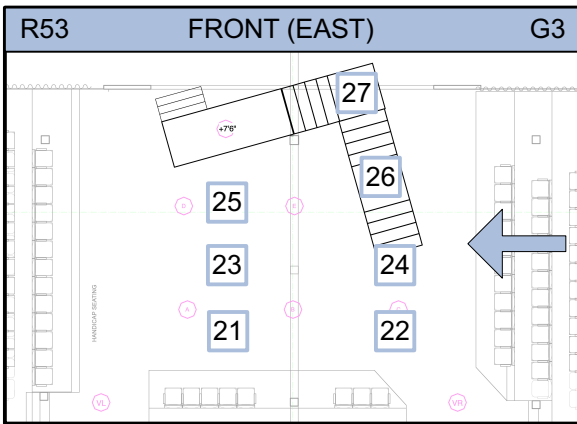 R53 FRONT (EAST) G3
27
+7'6"
26
25
D
E
23
24
HANDICAP SEATING
A
B
21
22
VL
VR